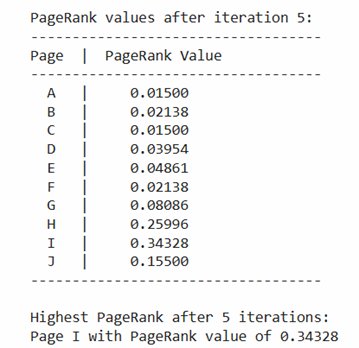 PageRank values after iteration 5:
-----------------------------------
Page  |  PageRank Value
-----------------------------------
  A   |     0.01500
  B   |     0.02138
  C   |     0.01500
  D   |     0.03954
  E   |     0.04861
  F   |     0.02138
  G   |     0.08086
  H   |     0.25996
  I   |     0.34328
  J   |     0.15500
-----------------------------------
Highest PageRank after 5 iterations:
Page I with PageRank value of 0.34328